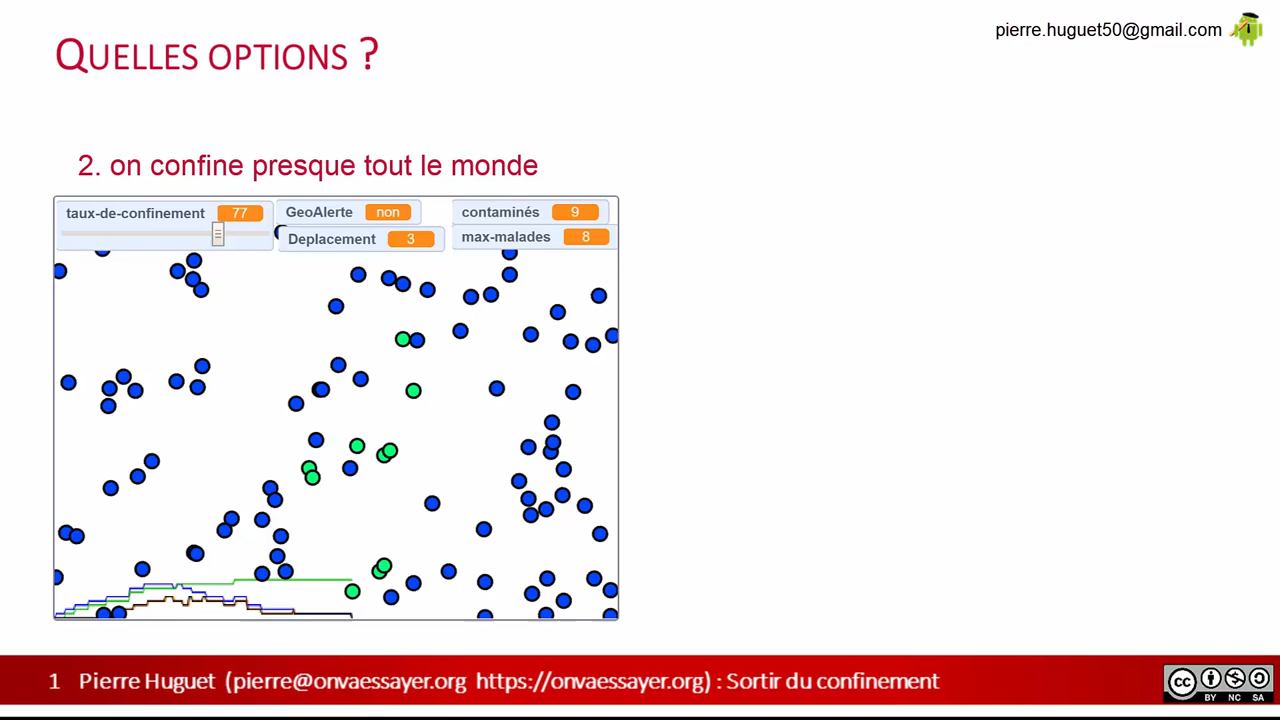 pierre.huguet50@gmail.com
QUELLES OPTIONS ?
2. on confine presque tout le monde
taux-de-confinement 77
GeoAlerte non
contaminés 9
Deplacement 3
max-malades 8
1 Pierre Huguet (pierre@onvaessayer.org https://onvaessayer.org) : Sortir du confinement
cc
BY NC SA